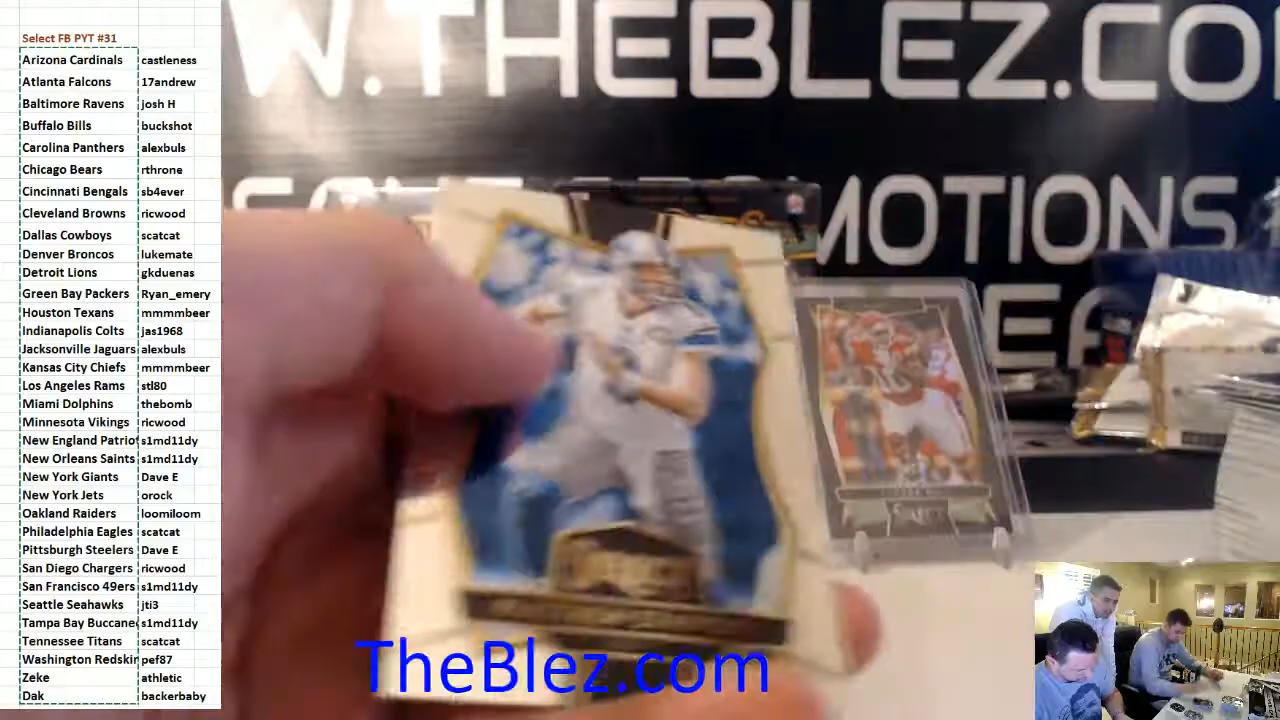 Select FB PYT #31
Arizona Cardinals castleness
Atlanta Falcons 17andrew
Baltimore Ravens josh H
Buffalo Bills buckshot
Carolina Panthers alexbuls
Chicago Bears rthrone
Cincinnati Bengals sb4ever
Cleveland Browns ricwood
Dallas Cowboys scatcat
Denver Broncos lukemate
Detroit Lions gkduenas
Green Bay Packers Ryan_emery
Houston Texans mmmmbeer
Indianapolis Colts jas1968
Jacksonville Jaguars alexbuls
Kansas City Chiefs mmmmbeer
Los Angeles Rams stl80
Miami Dolphins thebomb
Minnesota Vikings ricwood
New England Patriot s1md11dy
New Orleans Saints s1md11dy
New York Giants Dave E
New York Jets orock
Oakland Raiders loomiloom
Philadelphia Eagles scatcat
Pittsburgh Steelers Dave E
San Diego Chargers ricwood
San Francisco 49ers s1md11dy
Seattle Seahawks jti3
Tampa Bay Buccane s1md11dy
Tennessee Titans scatcat
Washington Redskir pef87
Zeke athletic
Dak backerbaby
W.THEBLEZ.CO
MOTIONS
TheBlez.com